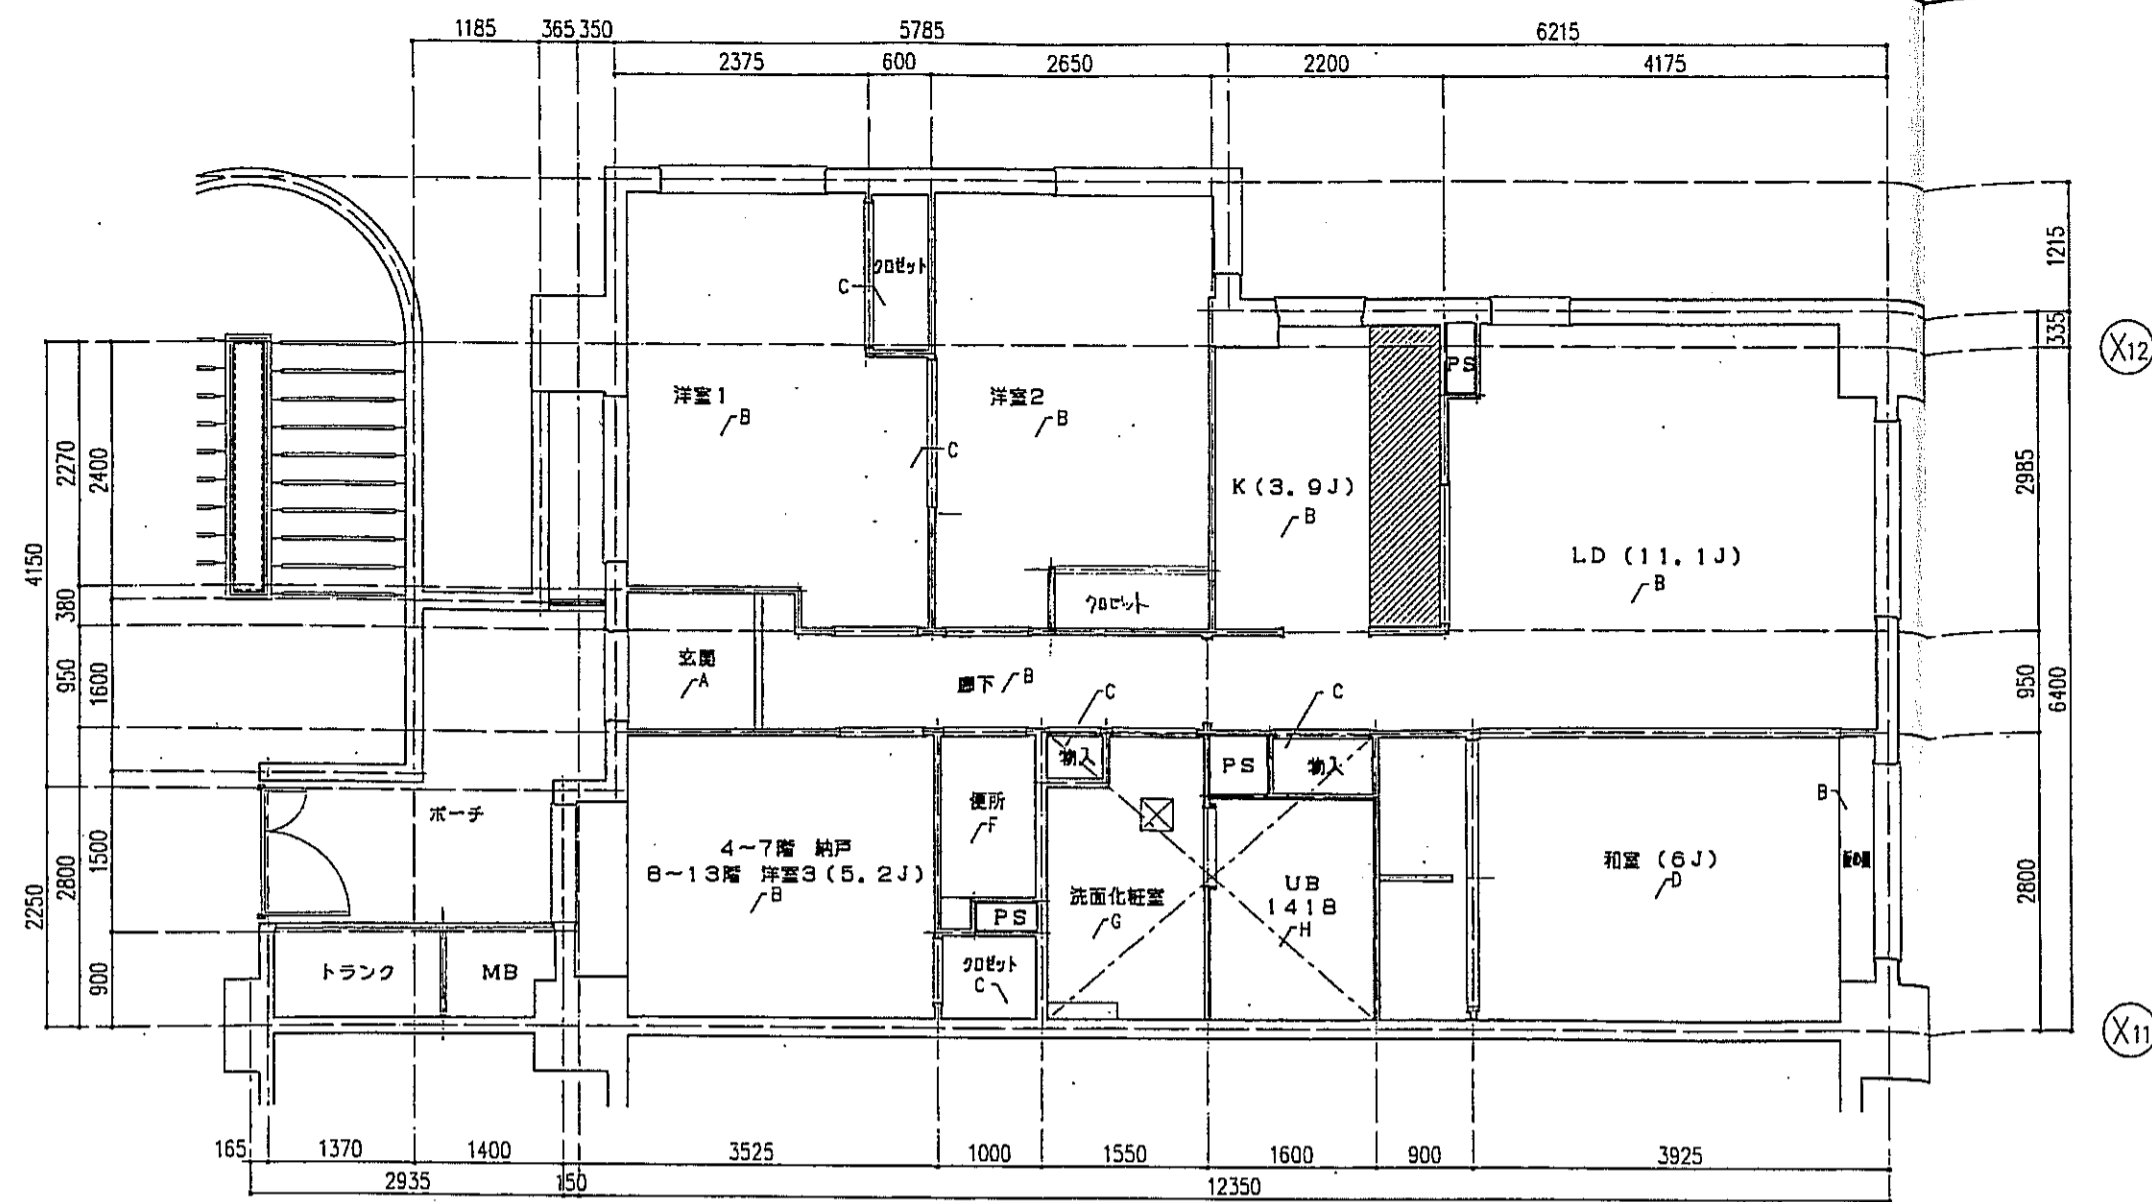 1185 365 350 5785 6215
2375 600 2650 2200 4175
1215
335
X12
クロゼット
C
PS
洋室1
B
洋室2
B
C
K(3.9J)
B
LD (11.1J)
B
2270
2400
2985
4150
380
クロゼット
玄関
A
廊下
B
C
C
950
1600
950
6400
物入
PS
物入
ポーチ
便所
F
B
4~7階 納戸
8~13階 洋室3(5.2J)
B
和室 (6J)
D
UB
1418
H
洗面化粧室
G
1500
2800
2250
2800
PS
トランク
MB
クロゼット
C
900
X11
165 1370 1400 3525 1000 1550 1600 900 3925
2935 150 12350